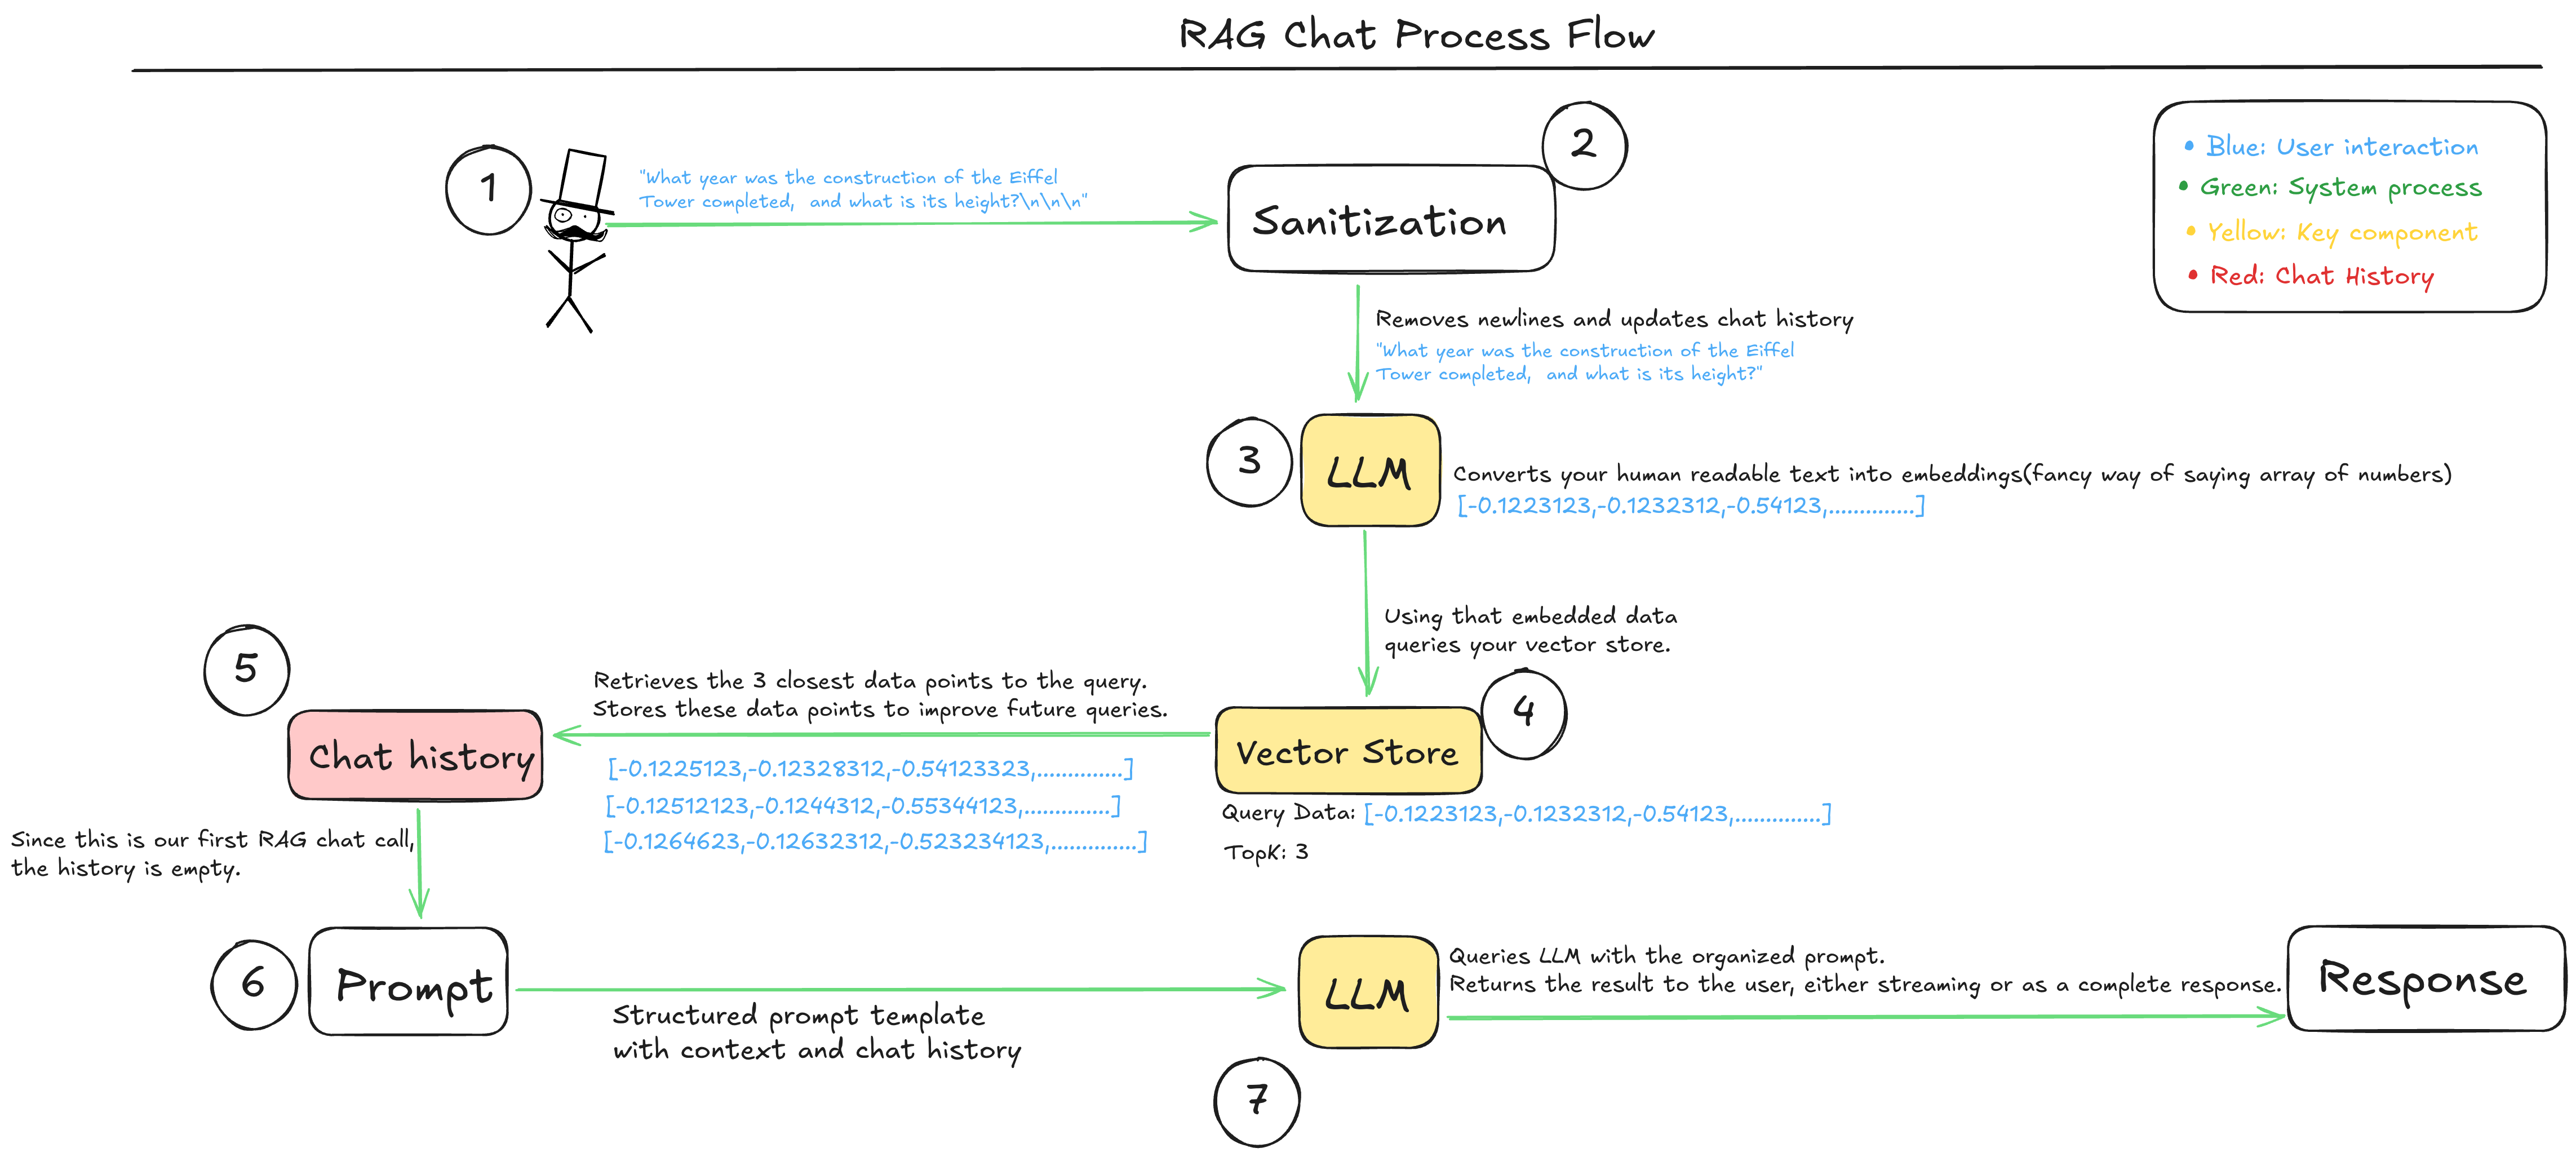 RAG Chat Process Flow
1
"What year was the construction of the Eiffel
Tower completed, and what is its height?\n\n\n"
Sanitization
2
• Blue: User interaction
• Green: System process
• Yellow: Key component
• Red: Chat History
Removes newlines and updates chat history
"What year was the construction of the Eiffel
Tower completed, and what is its height?"
3
LLM
Converts your human readable text into embeddings(fancy way of saying array of numbers)
[-0.1223123,-0.1232312,-0.54123,..............]
Using that embedded data
queries your vector store.
4
Vector Store
Query Data: [-0.1223123,-0.1232312,-0.54123,..............]
TopK: 3
Retrieves the 3 closest data points to the query.
Stores these data points to improve future queries.
[-0.1225123,-0.12328312,-0.54123323,..............]
[-0.12512123,-0.1244312,-0.55344123,..............]
[-0.1264623,-0.12632312,-0.523234123,..............]
5
Chat history
Since this is our first RAG chat call,
the history is empty.
6
Prompt
Structured prompt template
with context and chat history
LLM
7
Queries LLM with the organized prompt.
Returns the result to the user, either streaming or as a complete response.
Response